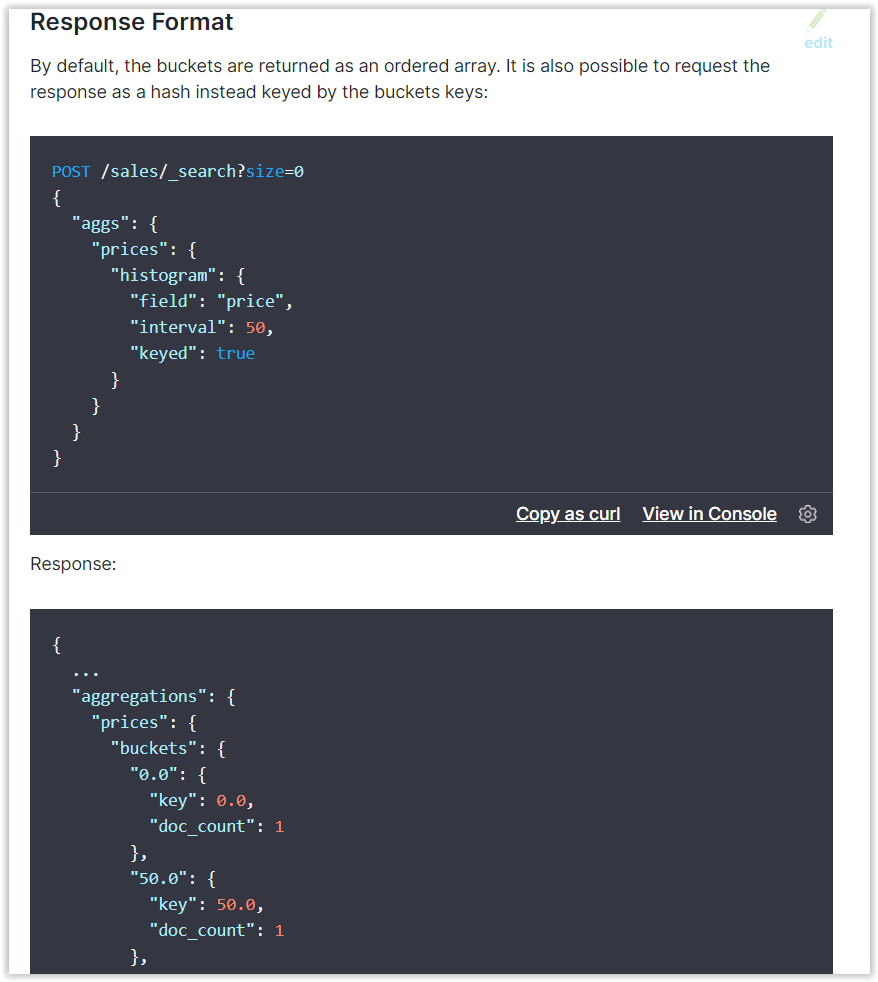 Response Format
edit
By default, the buckets are returned as an ordered array. It is also possible to request the
response as a hash instead keyed by the buckets keys:
POST /sales/_search?size=0
{
  "aggs": {
    "prices": {
      "histogram": {
        "field": "price",
        "interval": 50,
        "keyed": true
      }
    }
  }
}
Copy as curl View in Console
Response:
{
  ...
  "aggregations": {
    "prices": {
      "buckets": {
        "0.0": {
          "key": 0.0,
          "doc_count": 1
        },
        "50.0": {
          "key": 50.0,
          "doc_count": 1
        },